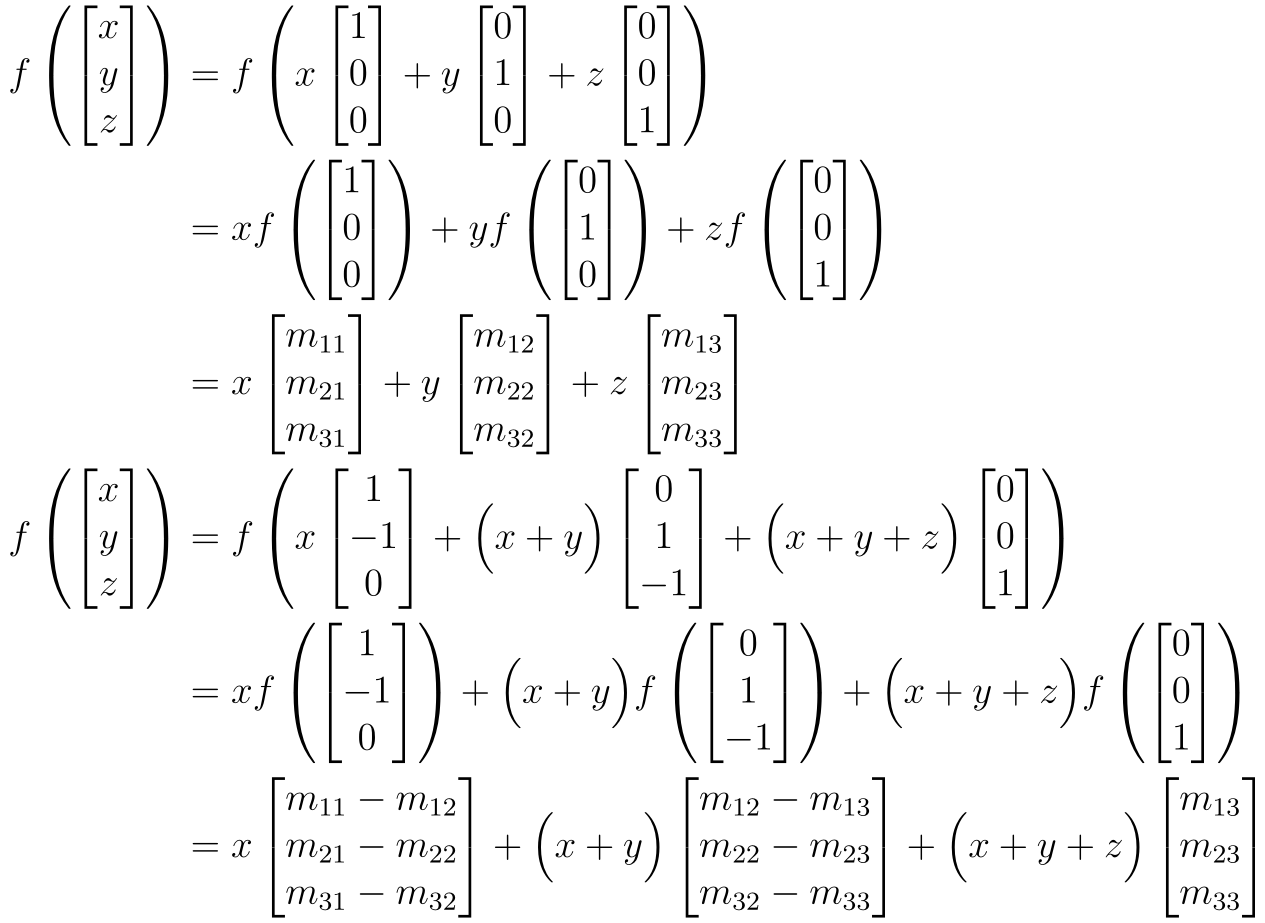 f([x y z]) = f(x [1 0 0] + y [0 1 0] + z [0 0 1])
= xf([1 0 0]) + yf([0 1 0]) + zf([0 0 1])
= x [m₁₁ m₂₁ m₃₁] + y [m₁₂ m₂₂ m₃₂] + z [m₁₃ m₂₃ m₃₃]
f([x y z]) = f(x [1 −1 0] + (x + y) [0 1 −1] + (x + y + z) [0 0 1])
= xf([1 −1 0]) + (x + y)f([0 1 −1]) + (x + y + z)f([0 0 1])
= x [m₁₁ − m₁₂ m₂₁ − m₂₂ m₃₁ − m₃₂] + (x + y) [m₁₂ − m₁₃ m₂₂ − m₂₃ m₃₂ − m₃₃] + (x + y + z) [m₁₃ m₂₃ m₃₃]